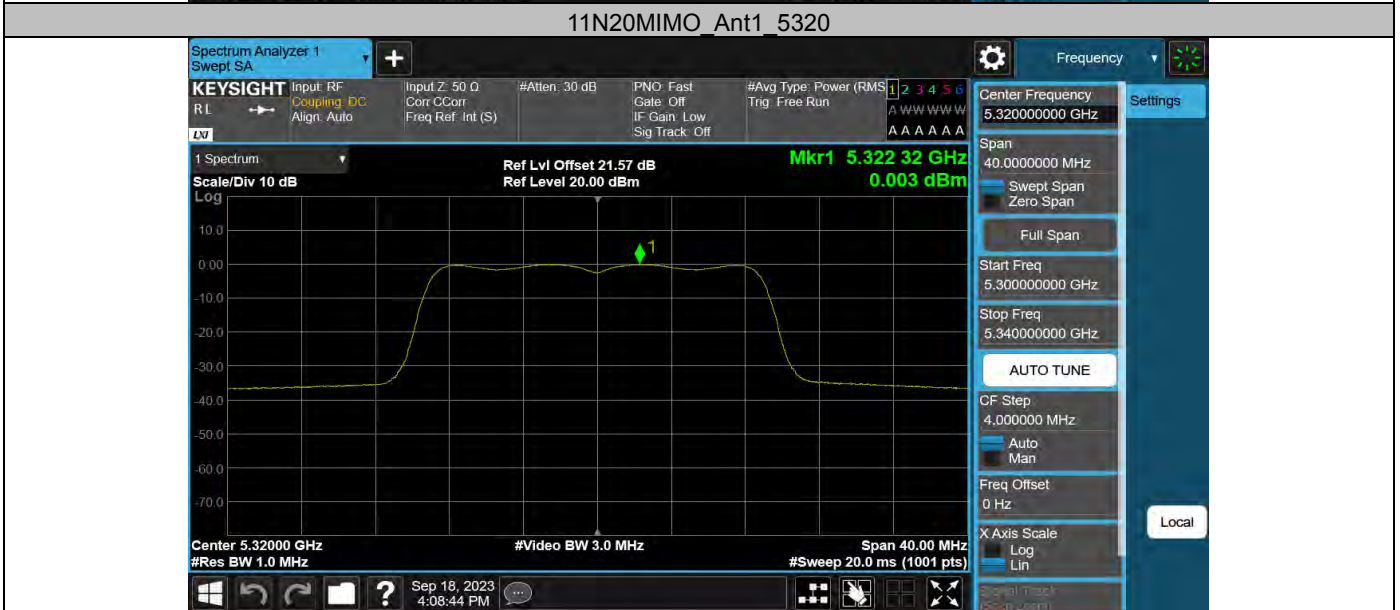 11N20MIMO_Ant1_5320
Spectrum Analyzer 1
Swept SA
Frequency
KEYSIGHT
R L
LXI
Input: RF
Coupling: DC
Align: Auto
Input Z: 50 Ω
Corr CCorr
Freq Ref: Int (S)
#Atten: 30 dB
PNO: Fast
Gate: Off
IF Gain: Low
Sig Track: Off
#Avg Type: Power (RMS
Trig: Free Run
1 2 3 4 5 6
A W W W W W
A A A A A A
1 Spectrum
Scale/Div 10 dB
Log
Ref Lvl Offset 21.57 dB
Ref Level 20.00 dBm
Mkr1 5.322 32 GHz
0.003 dBm
1
10.0
0.00
-10.0
-20.0
-30.0
-40.0
-50.0
-60.0
-70.0
Center 5.32000 GHz
#Res BW 1.0 MHz
#Video BW 3.0 MHz
Span 40.00 MHz
#Sweep 20.0 ms (1001 pts)
Center Frequency
5.320000000 GHz
Settings
Span
40.0000000 MHz
Swept Span
Zero Span
Full Span
Start Freq
5.300000000 GHz
Stop Freq
5.340000000 GHz
AUTO TUNE
CF Step
4.000000 MHz
Auto
Man
Freq Offset
0 Hz
X Axis Scale
Log
Lin
Signal Track
Local
?
Sep 18, 2023
4:08:44 PM